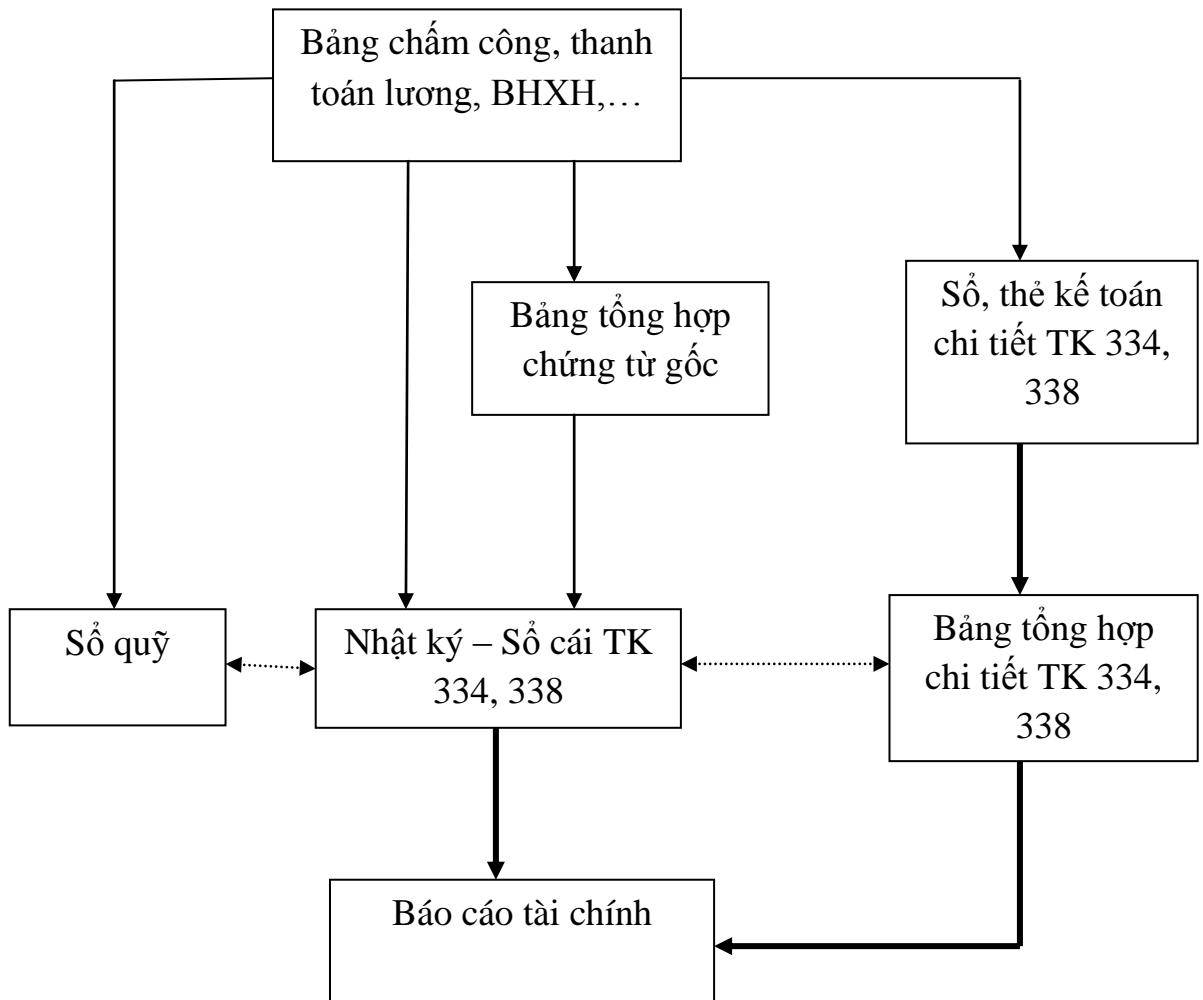 Bảng chấm công, thanh
toán lương, BHXH,…
Bảng tổng hợp
chứng từ gốc
Sổ, thẻ kế toán
chi tiết TK 334,
338
Sổ quỹ
Nhật ký – Sổ cái TK
334, 338
Bảng tổng hợp
chi tiết TK 334,
338
Báo cáo tài chính